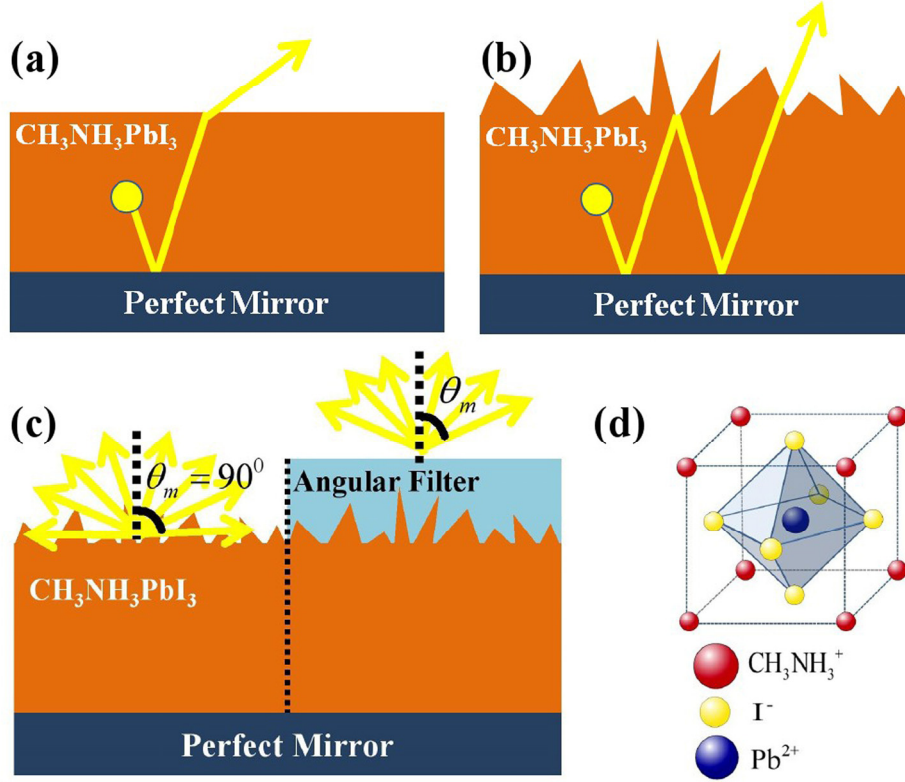 (a)
CH₃NH₃PbI₃
Perfect Mirror
(b)
CH₃NH₃PbI₃
Perfect Mirror
(c)
θₘ = 90⁰
θₘ
Angular Filter
CH₃NH₃PbI₃
Perfect Mirror
(d)
CH₃NH₃⁺
I⁻
Pb²⁺